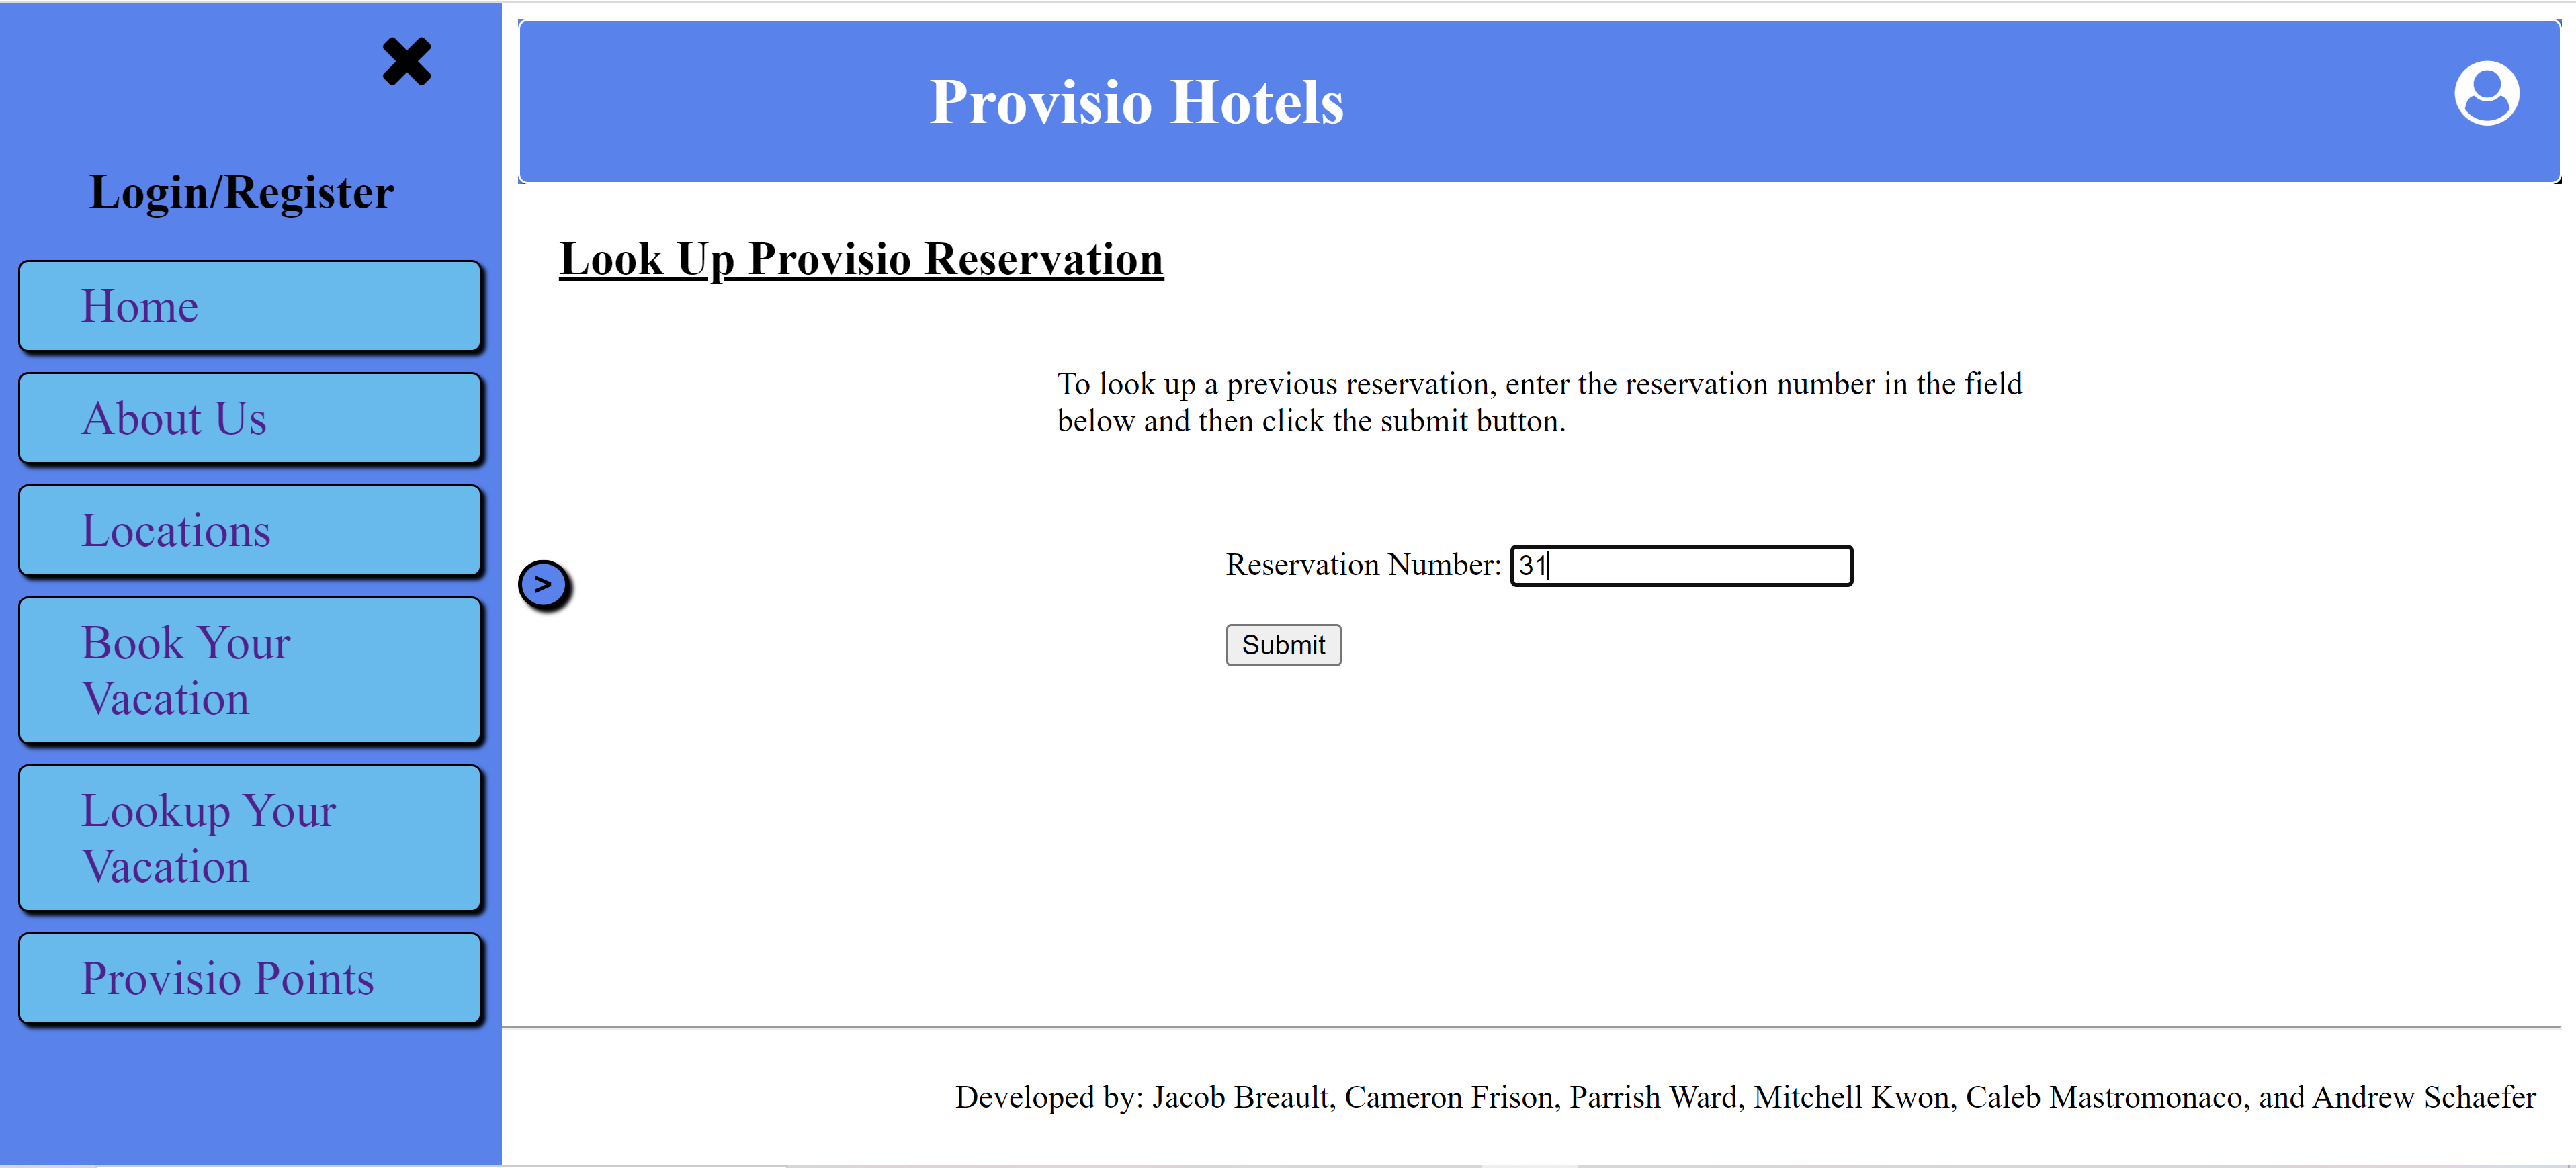 Login/Register
Home
About Us
Locations
Book Your
Vacation
Lookup Your
Vacation
Provisio Points
Provisio Hotels
Look Up Provisio Reservation
To look up a previous reservation, enter the reservation number in the field
below and then click the submit button.
>
Reservation Number: 31
Submit
Developed by: Jacob Breault, Cameron Frison, Parrish Ward, Mitchell Kwon, Caleb Mastromonaco, and Andrew Schaefer